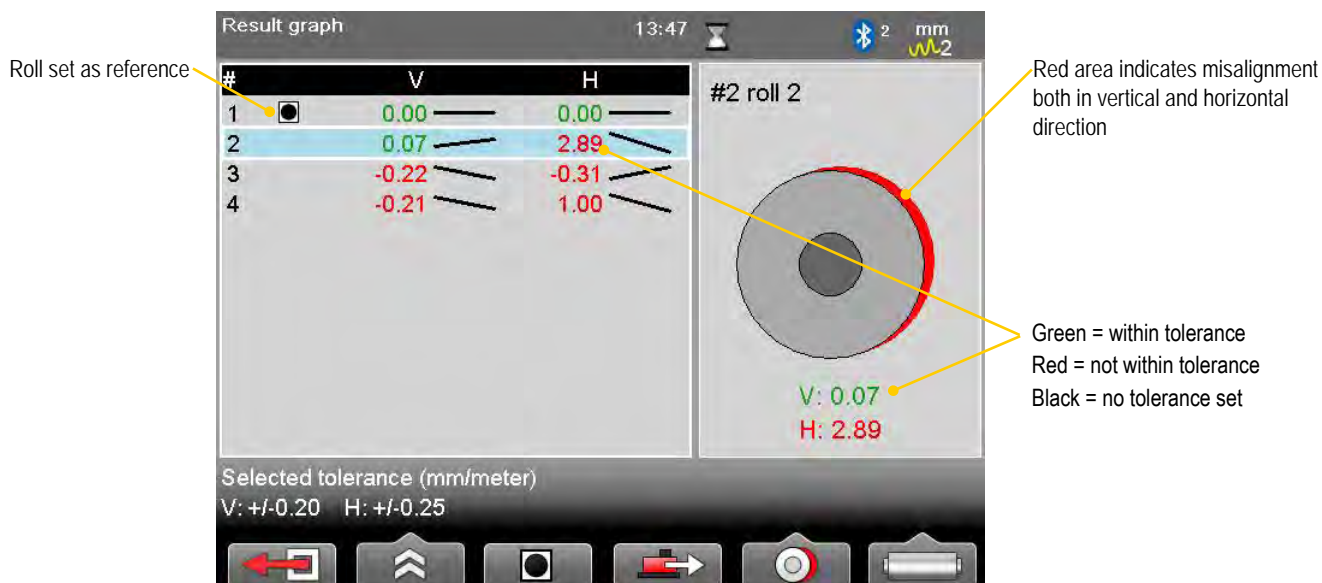 Result graph 13:47 2 mm
2
Roll set as reference
# V H
1 0.00 0.00
2 0.07 2.89
3 -0.22 -0.31
4 -0.21 1.00
#2 roll 2
Red area indicates misalignment
both in vertical and horizontal
direction
Green = within tolerance
Red = not within tolerance
Black = no tolerance set
V: 0.07
H: 2.89
Selected tolerance (mm/meter)
V: +/-0.20 H: +/-0.25